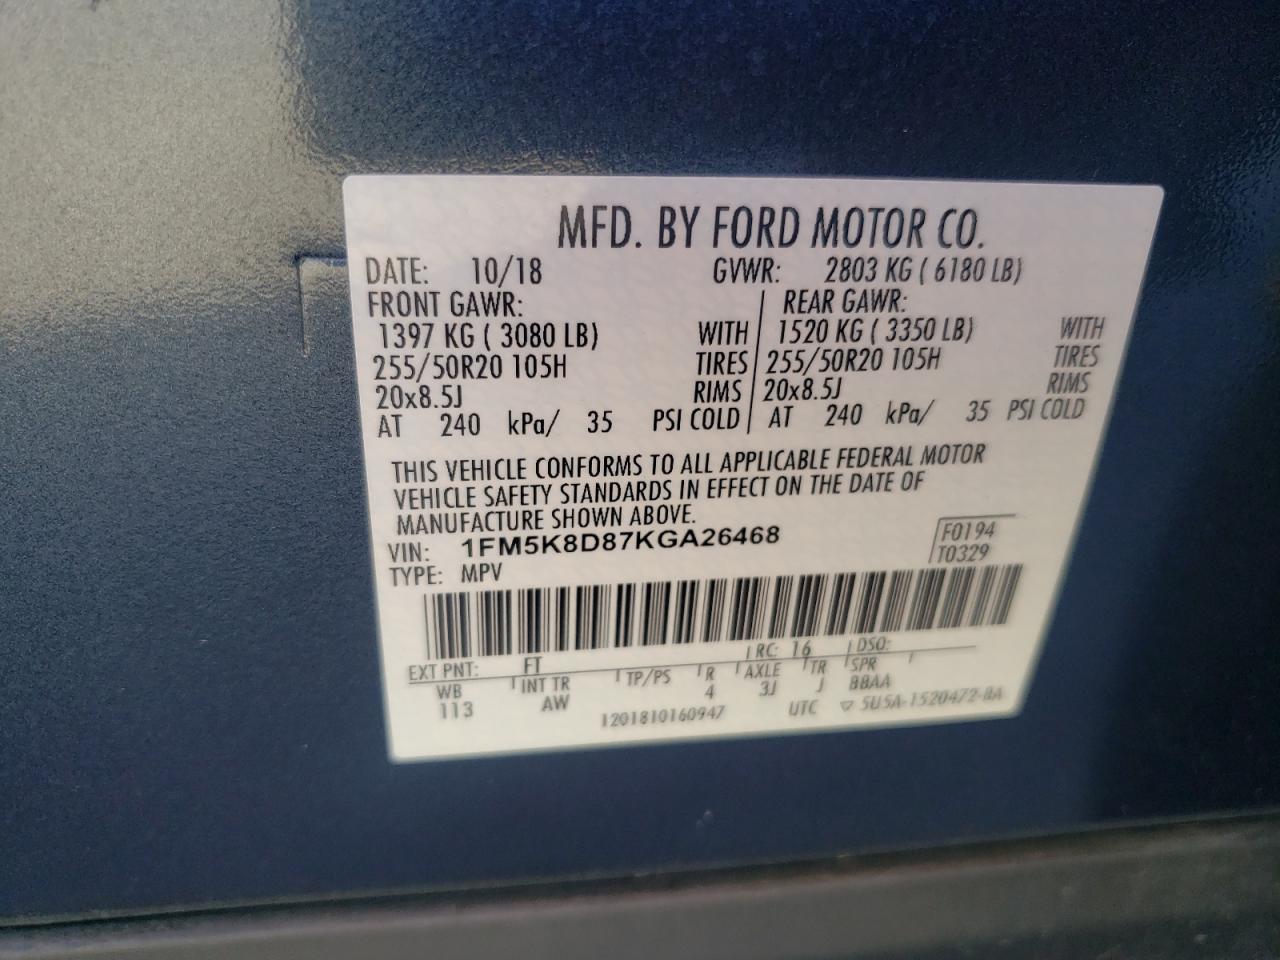 MFD. BY FORD MOTOR CO.
DATE: 10/18 GVWR: 2803 KG ( 6180 LB)
FRONT GAWR: REAR GAWR:
1397 KG ( 3080 LB) WITH 1520 KG ( 3350 LB) WITH
255/50R20 105H TIRES 255/50R20 105H TIRES
20x8.5J RIMS 20x8.5J RIMS
AT 240 kPa/ 35 PSI COLD AT 240 kPa/ 35 PSI COLD
THIS VEHICLE CONFORMS TO ALL APPLICABLE FEDERAL MOTOR
VEHICLE SAFETY STANDARDS IN EFFECT ON THE DATE OF
MANUFACTURE SHOWN ABOVE.
VIN: 1FM5K8D87KGA26468 F0194
TYPE: MPV T0329
EXT PNT: FT RC: 16 DSO:
WB INT TR TP/PS R AXLE TR SPR
113 AW 4 3J J BBAA
1201810160947 UTC ▽ 5U5A-1520472-BA